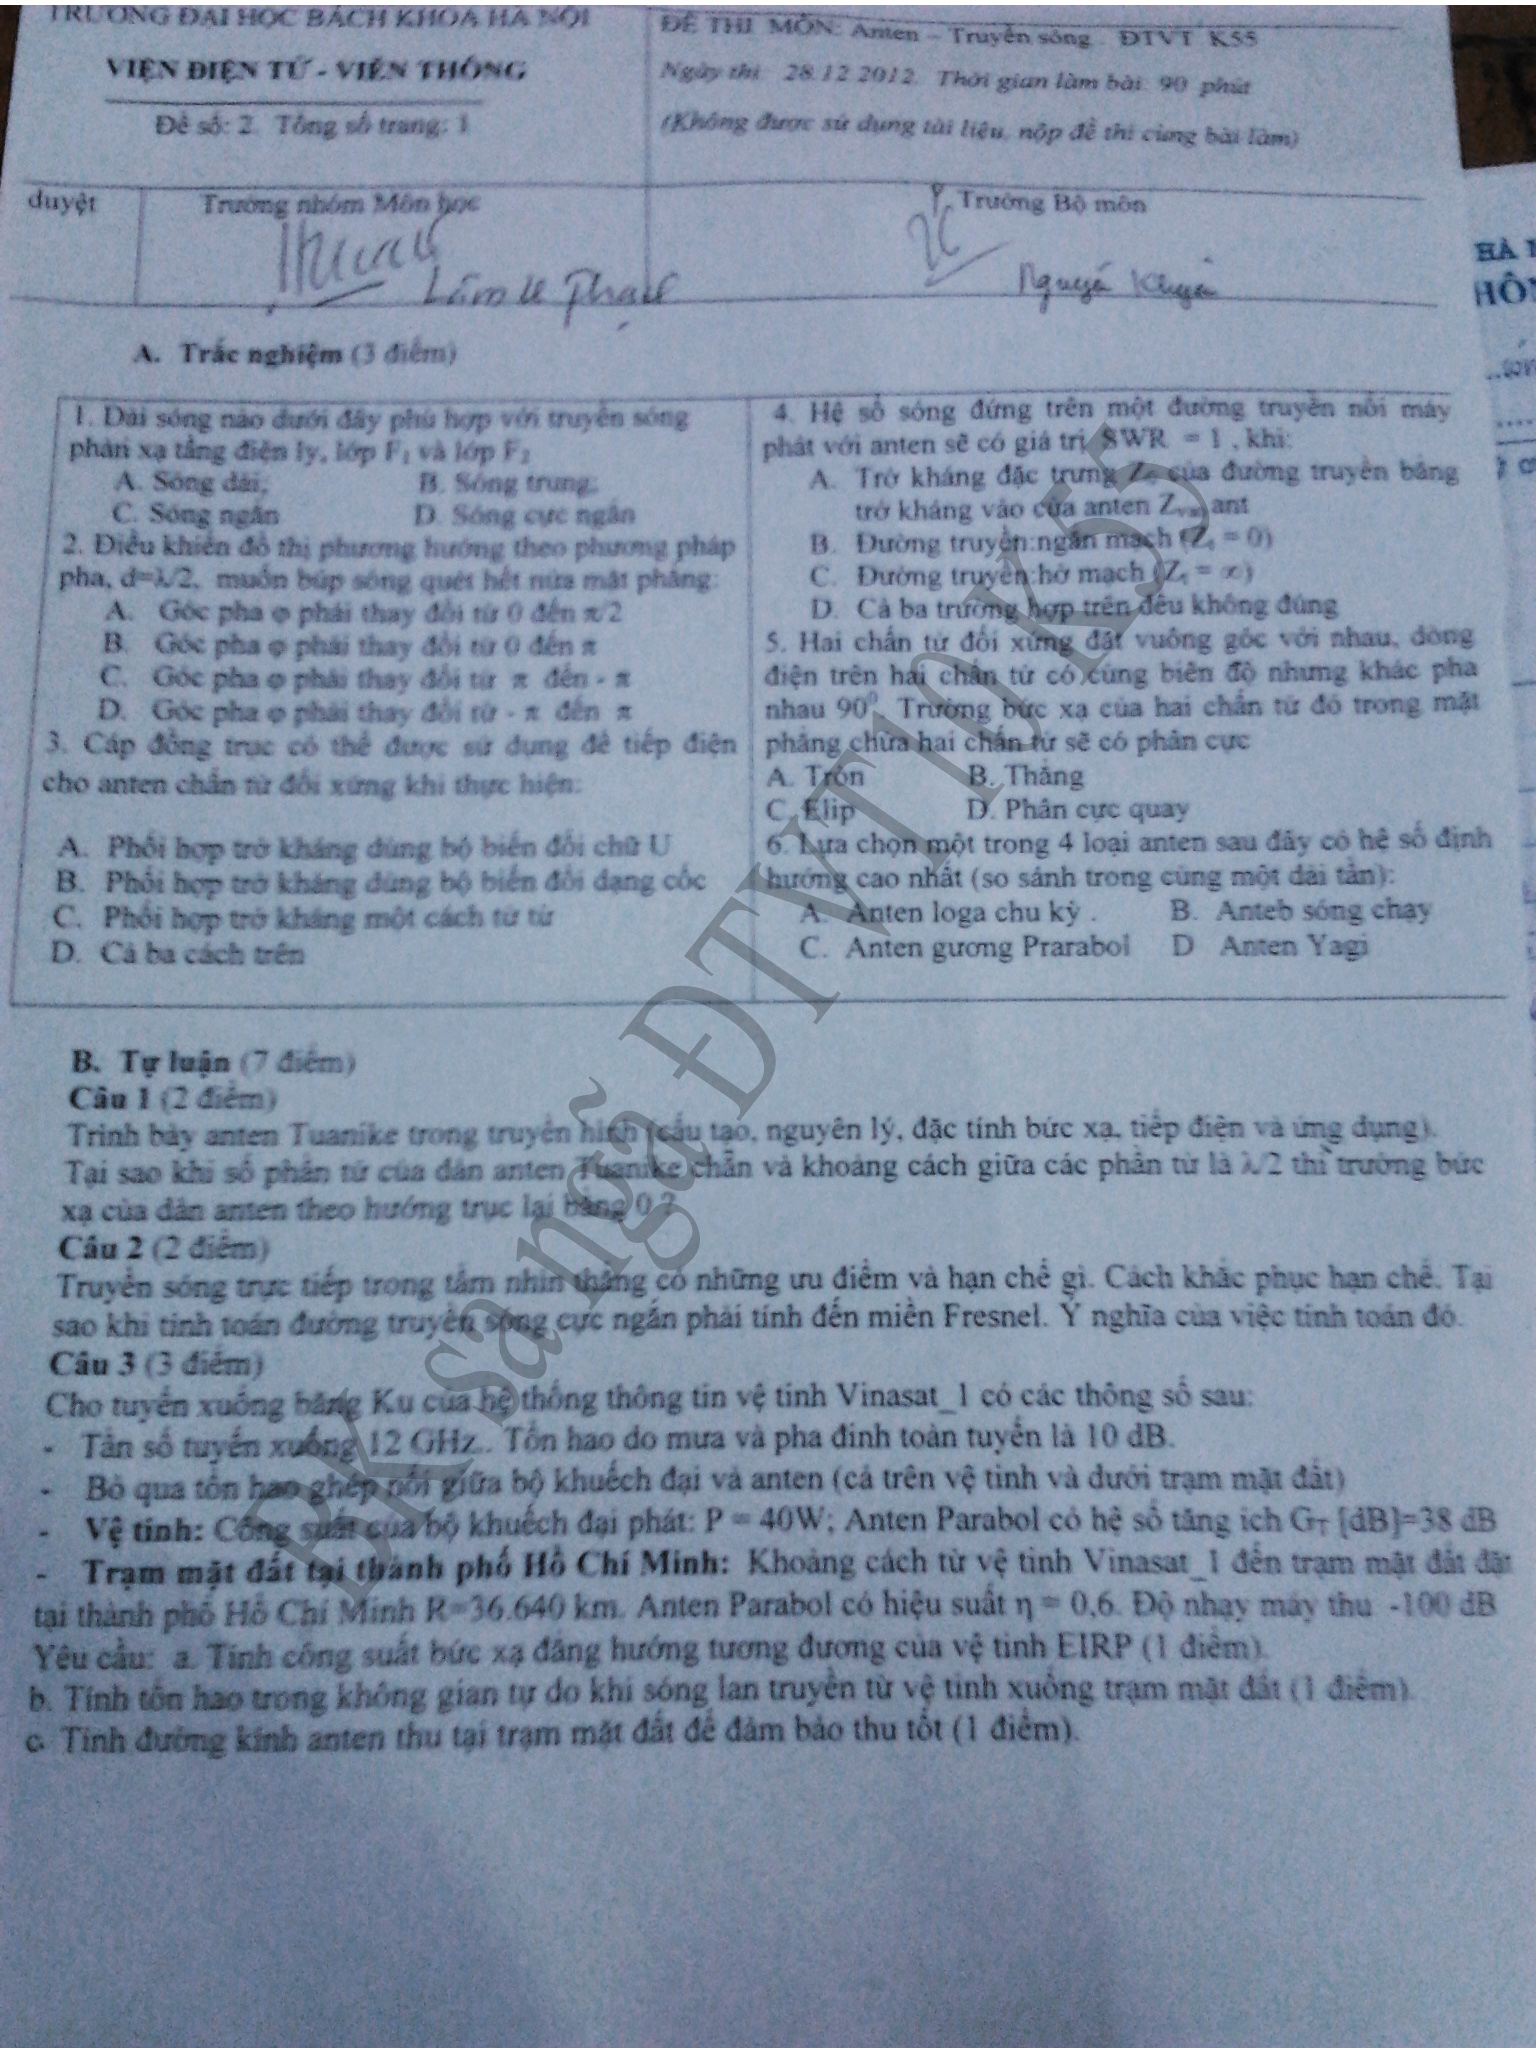 TRƯỜNG ĐẠI HỌC BÁCH KHOA HÀ NỘI
VIỆN ĐIỆN TỬ - VIỄN THÔNG
Đề số: 2. Tổng số trang: 1
ĐỀ THI MÔN: Anten – Truyền sóng. ĐTVT K55
Ngày thi: 28.12.2012. Thời gian làm bài: 90 phút
(Không được sử dụng tài liệu, nộp đề thi cùng bài làm)
duyệt
Trưởng nhóm Môn học
Trưởng Bộ môn
A. Trắc nghiệm (3 điểm)
1. Dải sóng nào dưới đây phù hợp với truyền sóng
phản xạ tầng điện ly, lớp F₁ và lớp F₂
A. Sóng dài;
B. Sóng trung;
C. Sóng ngắn
D. Sóng cực ngắn
2. Điều khiển đồ thị phương hướng theo phương pháp
pha, d=λ/2, muốn búp sóng quét hết nửa mặt phẳng:
A. Góc pha φ phải thay đổi từ 0 đến π/2
B. Góc pha φ phải thay đổi từ 0 đến π
C. Góc pha φ phải thay đổi từ π đến - π
D. Góc pha φ phải thay đổi từ - π đến π
3. Cáp đồng trục có thể được sử dụng để tiếp điện
cho anten chấn tử đối xứng khi thực hiện:
A. Phối hợp trở kháng dùng bộ biến đổi chữ U
B. Phối hợp trở kháng dùng bộ biến đổi dạng cốc
C. Phối hợp trở kháng một cách từ từ
D. Cả ba cách trên
4. Hệ số sóng đứng trên một đường truyền nối máy
phát với anten sẽ có giá trị SWR = 1 , khi:
A. Trở kháng đặc trưng của đường truyền bằng
trở kháng vào của anten ant
B. Đường truyền:ngắn mạch (Zₜ = 0)
C. Đường truyền:hở mạch (Zₜ = ∞)
D. Cả ba trường hợp trên đều không đúng
5. Hai chấn tử đối xứng đặt vuông góc với nhau, dòng
điện trên hai chấn tử có cùng biên độ nhưng khác pha
nhau 90⁰. Trường bức xạ của hai chấn tử đó trong mặt
phẳng chứa hai chấn tử sẽ có phân cực
A. Tròn
B. Thẳng
C. Elip
D. Phân cực quay
6. Lựa chọn một trong 4 loại anten sau đây có hệ số định
hướng cao nhất (so sánh trong cùng một dải tần):
A. Anten loga chu kỳ .
B. Anteb sóng chạy
C. Anten gương Prarabol
D Anten Yagi
B. Tự luận (7 điểm)
Câu 1 (2 điểm)
Trình bày anten Tuanike trong truyền hình (cấu tạo, nguyên lý, đặc tính bức xạ, tiếp điện và ứng dụng).
Tại sao khi số phần tử của dàn anten Tuanike chẵn và khoảng cách giữa các phần tử là λ/2 thì trường bức
xạ của dàn anten theo hướng trục lại bằng 0 ?
Câu 2 (2 điểm)
Truyền sóng trực tiếp trong tầm nhìn thẳng có những ưu điểm và hạn chế gì. Cách khắc phục hạn chế. Tại
sao khi tính toán đường truyền sóng cực ngắn phải tính đến miền Fresnel. Ý nghĩa của việc tính toán đó.
Câu 3 (3 điểm)
Cho tuyến xuống băng Ku của hệ thống thông tin vệ tinh Vinasat_1 có các thông số sau:
- Tần số tuyến xuống 12 GHz.. Tổn hao do mưa và pha đinh toàn tuyến là 10 dB.
- Bỏ qua tổn hao ghép nối giữa bộ khuếch đại và anten (cả trên vệ tinh và dưới trạm mặt đất)
- Vệ tinh: Công suất của bộ khuếch đại phát: P = 40W; Anten Parabol có hệ số tăng ích G_T [dB]=38 dB
- Trạm mặt đất tại thành phố Hồ Chí Minh: Khoảng cách từ vệ tinh Vinasat_1 đến trạm mặt đất đặt
tại thành phố Hồ Chí Minh R=36.640 km. Anten Parabol có hiệu suất η = 0,6. Độ nhạy máy thu -100 dB
Yêu cầu: a. Tính công suất bức xạ đẳng hướng tương đương của vệ tinh EIRP (1 điểm).
b. Tính tổn hao trong không gian tự do khi sóng lan truyền từ vệ tinh xuống trạm mặt đất (1 điểm).
c. Tính đường kính anten thu tại trạm mặt đất để đảm bảo thu tốt (1 điểm).
BK sangã ĐTVT10K55